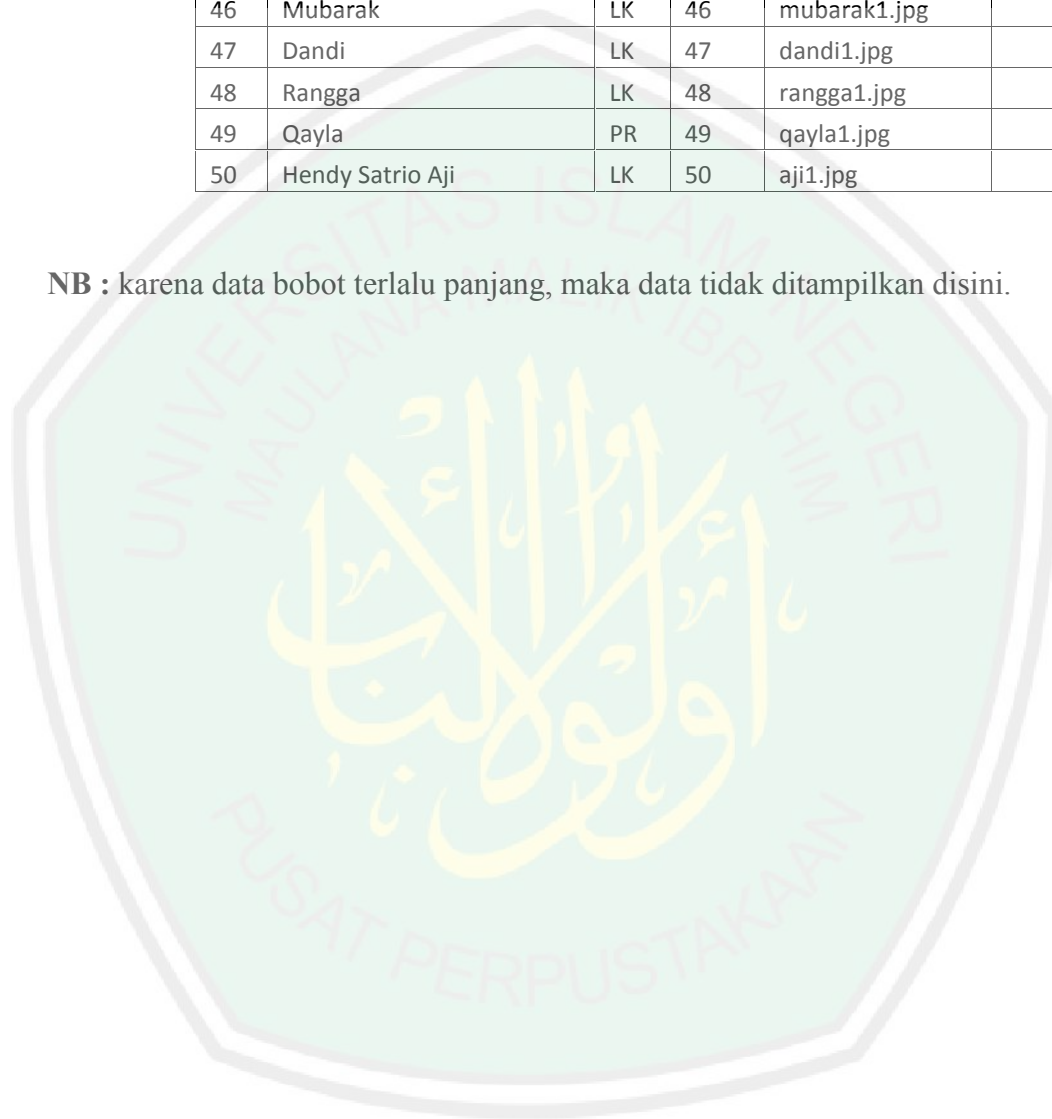 46 Mubarak LK 46 mubarak1.jpg
47 Dandi LK 47 dandi1.jpg
48 Rangga LK 48 rangga1.jpg
49 Qayla PR 49 qayla1.jpg
50 Hendy Satrio Aji LK 50 aji1.jpg
NB : karena data bobot terlalu panjang, maka data tidak ditampilkan disini.
UNIVERSITAS ISLAM NEGERI
MAULANA MALIK IBRAHIM
أولوا الألباب
PUSAT PERPUSTAKAAN